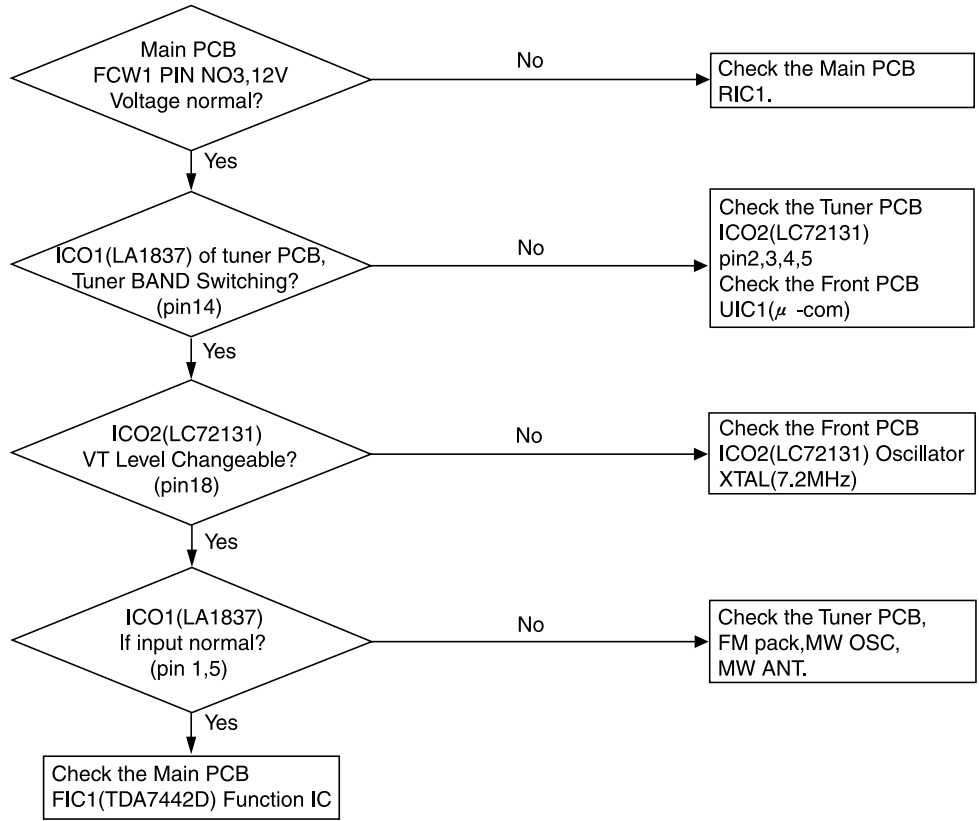 Main PCB
FCW1 PIN NO3,12V
Voltage normal?
No
Check the Main PCB
RIC1.
Yes
ICO1(LA1837) of tuner PCB,
Tuner BAND Switching?
(pin14)
No
Check the Tuner PCB
ICO2(LC72131)
pin2,3,4,5
Check the Front PCB
UIC1(μ -com)
Yes
ICO2(LC72131)
VT Level Changeable?
(pin18)
No
Check the Front PCB
ICO2(LC72131) Oscillator
XTAL(7.2MHz)
Yes
ICO1(LA1837)
If input normal?
(pin 1,5)
No
Check the Tuner PCB,
FM pack,MW OSC,
MW ANT.
Yes
Check the Main PCB
FIC1(TDA7442D) Function IC